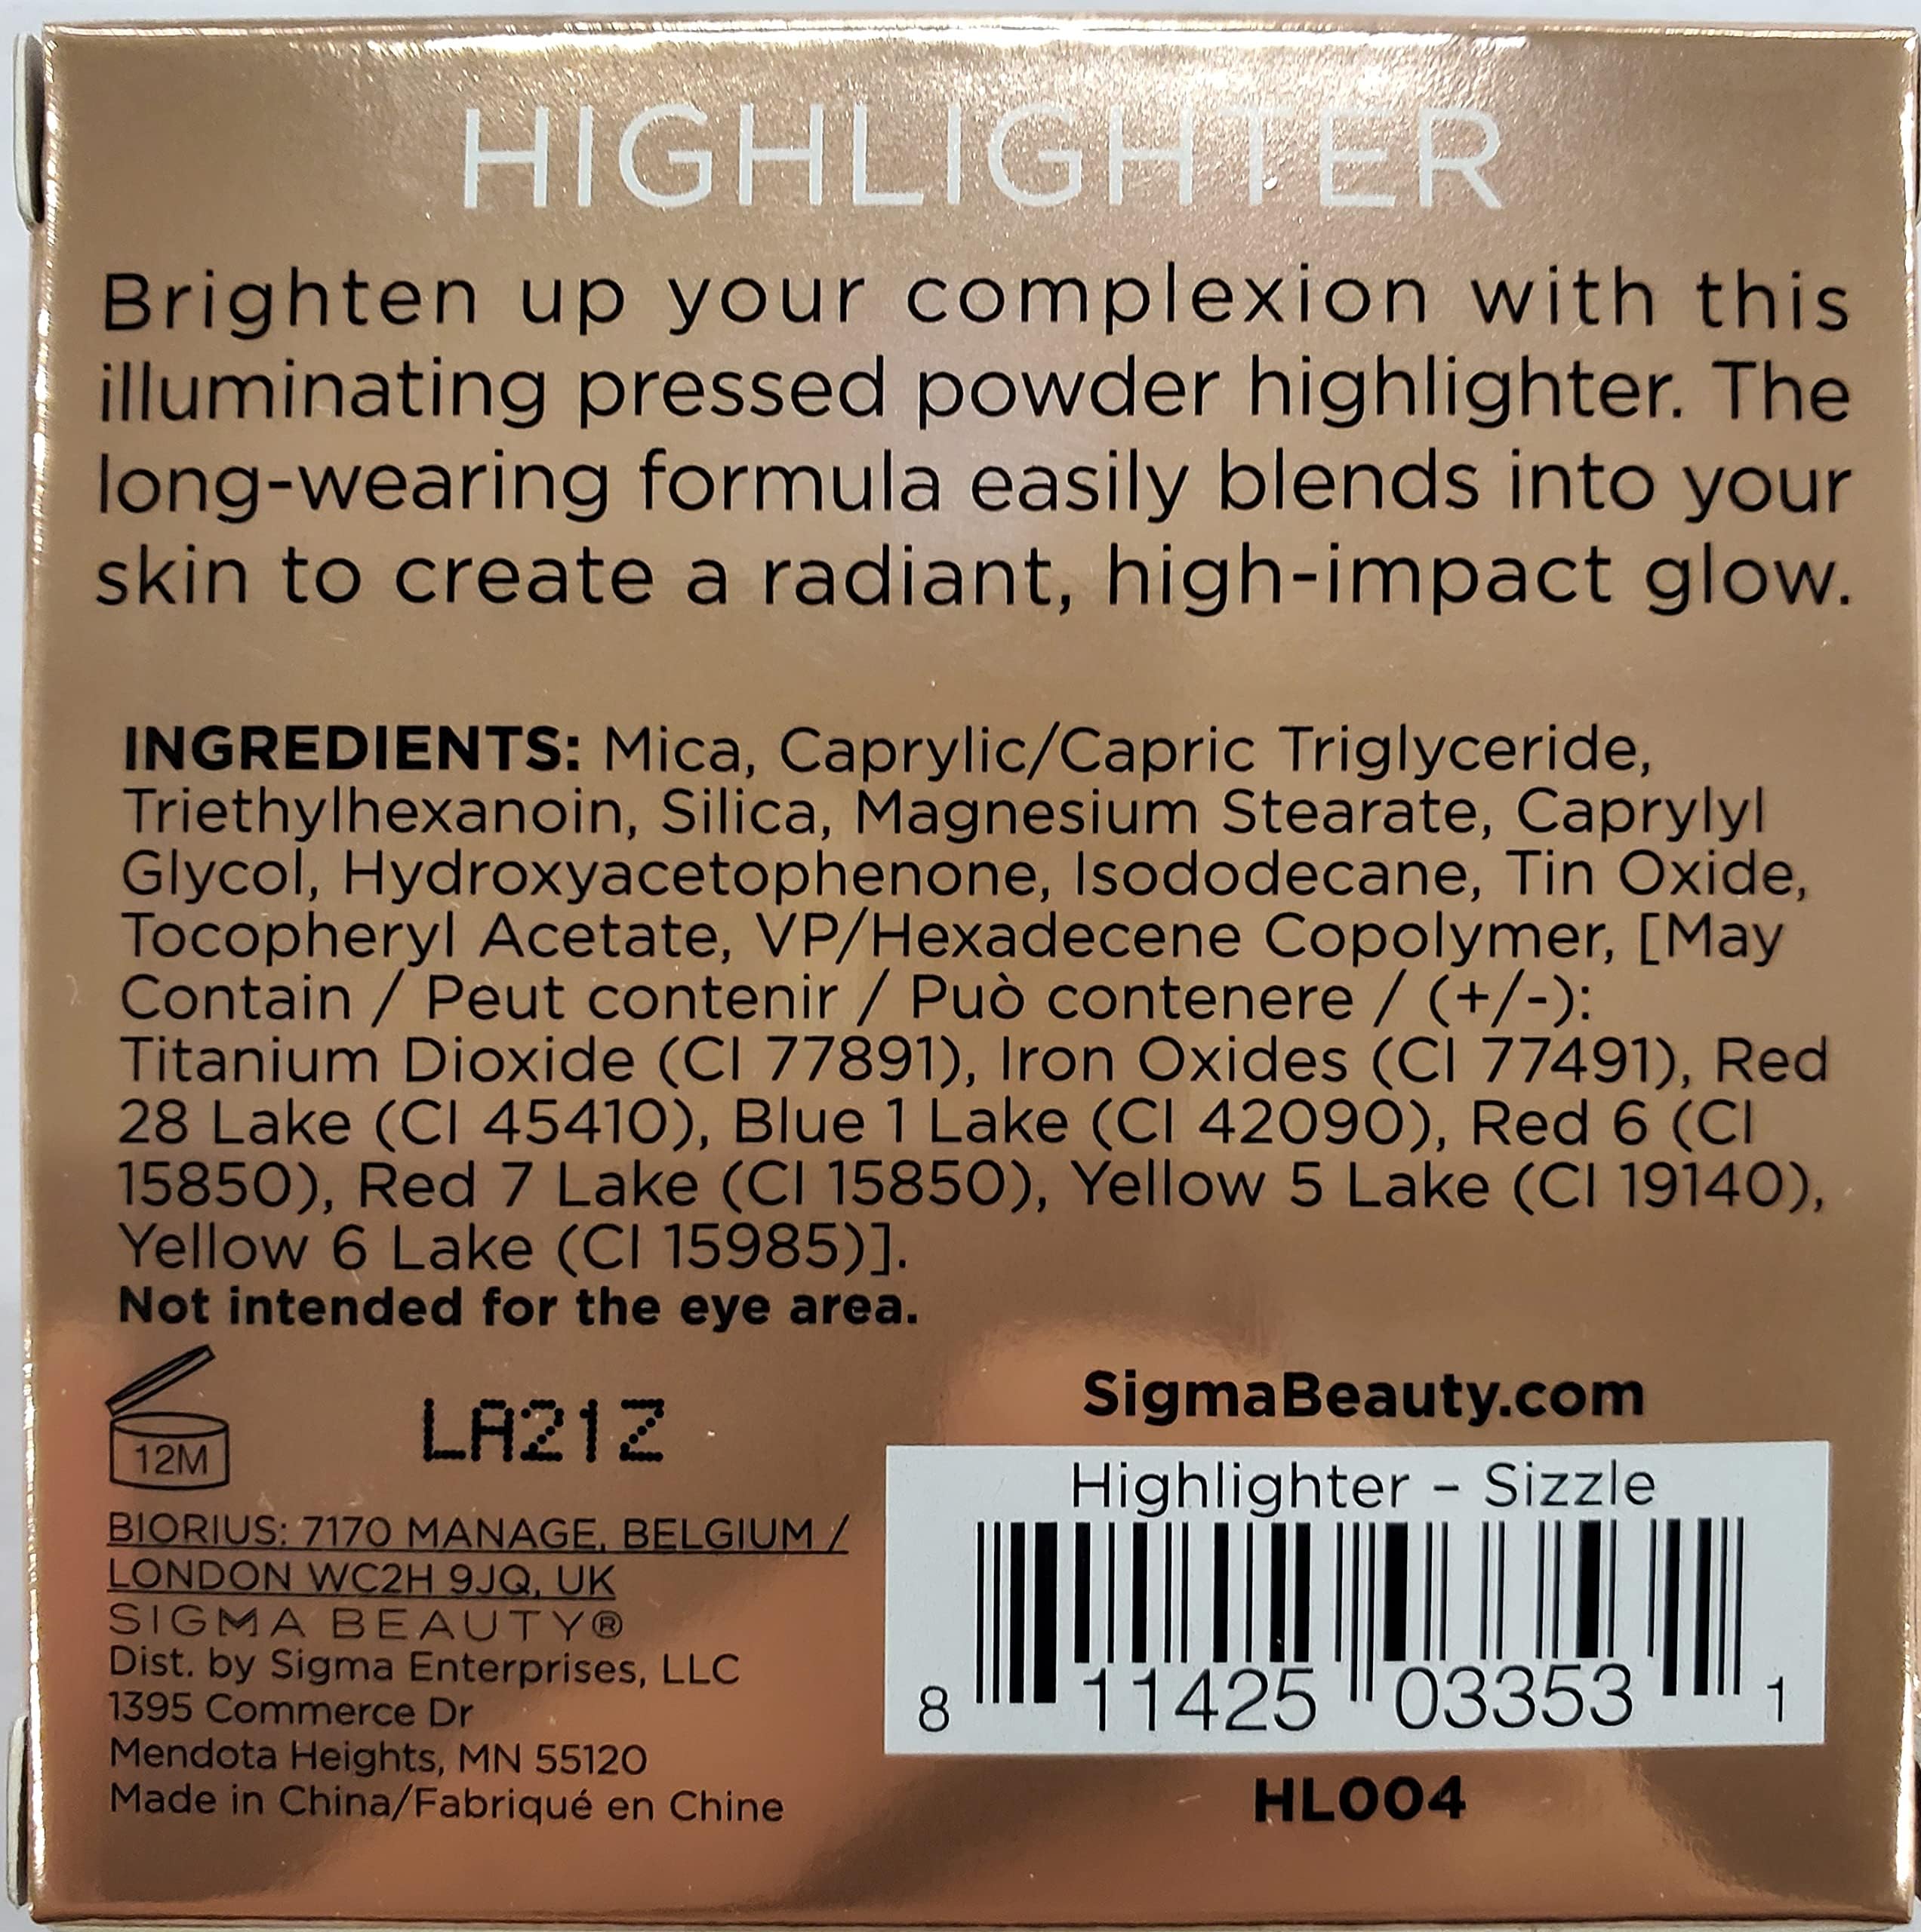 HIGHLIGHTER
Brighten up your complexion with this
illuminating pressed powder highlighter. The
long-wearing formula easily blends into your
skin to create a radiant, high-impact glow.
INGREDIENTS: Mica, Caprylic/Capric Triglyceride,
Triethylhexanoin, Silica, Magnesium Stearate, Caprylyl
Glycol, Hydroxyacetophenone, Isododecane, Tin Oxide,
Tocopheryl Acetate, VP/Hexadecene Copolymer, [May
Contain / Peut contenir / Può contenere / (+/-):
Titanium Dioxide (CI 77891), Iron Oxides (CI 77491), Red
28 Lake (CI 45410), Blue 1 Lake (CI 42090), Red 6 (CI
15850), Red 7 Lake (CI 15850), Yellow 5 Lake (CI 19140),
Yellow 6 Lake (CI 15985)].
Not intended for the eye area.
12M
LA21Z
BIORIUS: 7170 MANAGE, BELGIUM /
LONDON WC2H 9JQ, UK
SIGMA BEAUTY®
Dist. by Sigma Enterprises, LLC
1395 Commerce Dr
Mendota Heights, MN 55120
Made in China/Fabriqué en Chine
SigmaBeauty.com
Highlighter - Sizzle
8 11425 03353 1
HL004